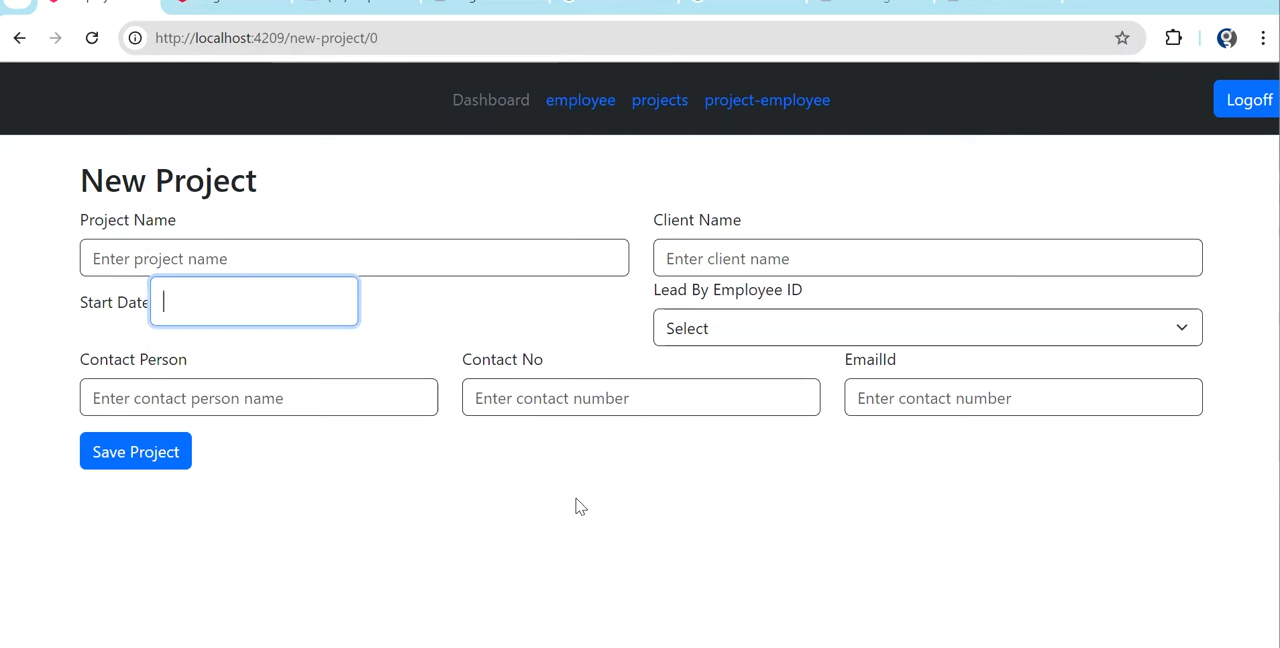 http://localhost:4209/new-project/0
Dashboard employee projects project-employee
Logoff
New Project
Project Name Client Name
Enter project name Enter client name
Start Date Lead By Employee ID
Select
Contact Person Contact No EmailId
Enter contact person name Enter contact number Enter contact number
Save Project